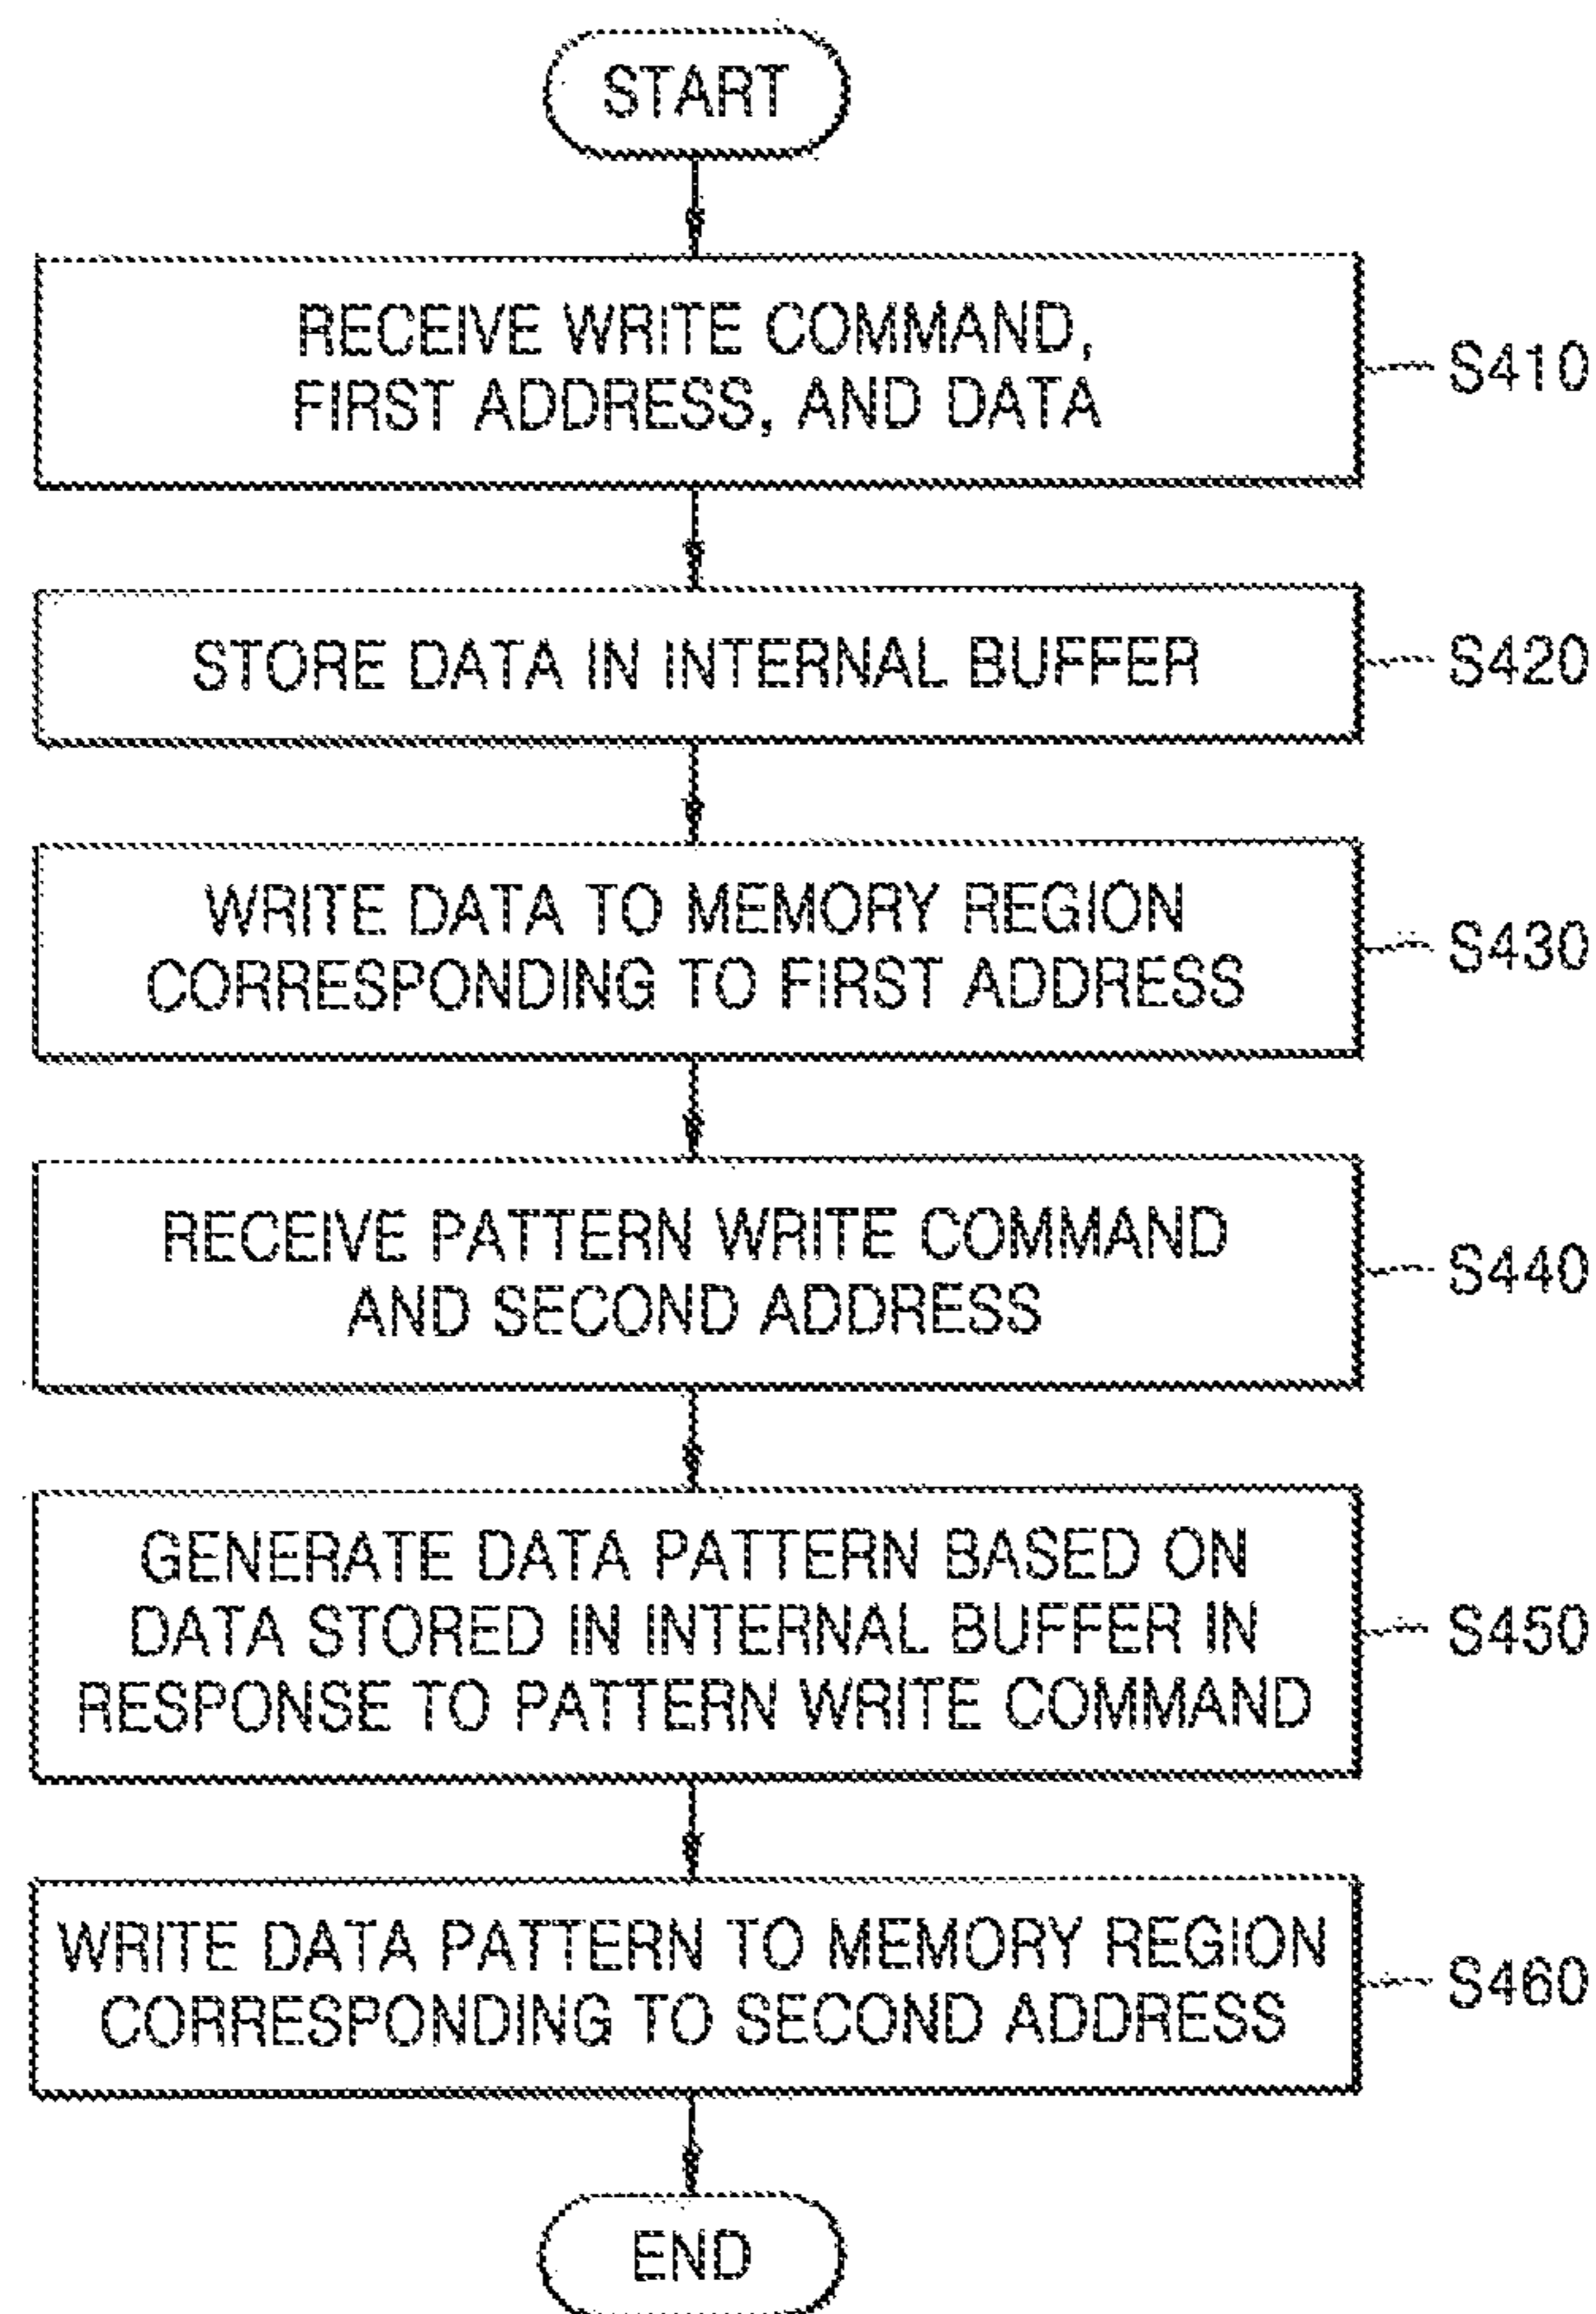 START
RECEIVE WRITE COMMAND,
FIRST ADDRESS, AND DATA
S410
STORE DATA IN INTERNAL BUFFER
S420
WRITE DATA TO MEMORY REGION
CORRESPONDING TO FIRST ADDRESS
S430
RECEIVE PATTERN WRITE COMMAND
AND SECOND ADDRESS
S440
GENERATE DATA PATTERN BASED ON
DATA STORED IN INTERNAL BUFFER IN
RESPONSE TO PATTERN WRITE COMMAND
S450
WRITE DATA PATTERN TO MEMORY REGION
CORRESPONDING TO SECOND ADDRESS
S460
END